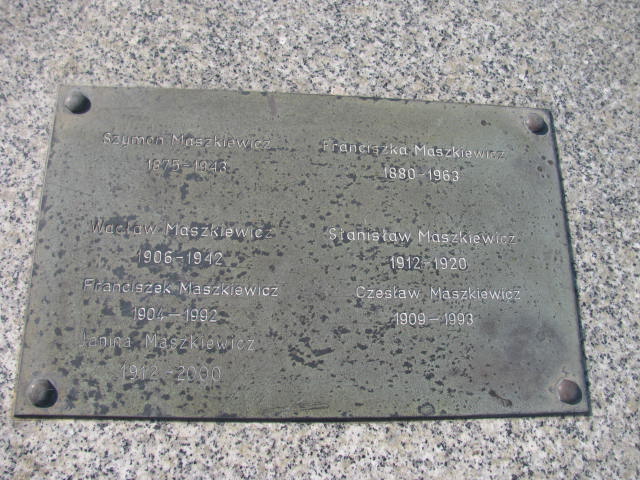 Szymon Maszkiewicz
1875-1943
Franciszka Maszkiewicz
1880-1963
Wacław Maszkiewicz
1906-1942
Stanisław Maszkiewicz
1912-1920
Franciszek Maszkiewicz
1904-1992
Czesław Maszkiewicz
1909-1993
Janina Maszkiewicz
1912-2000